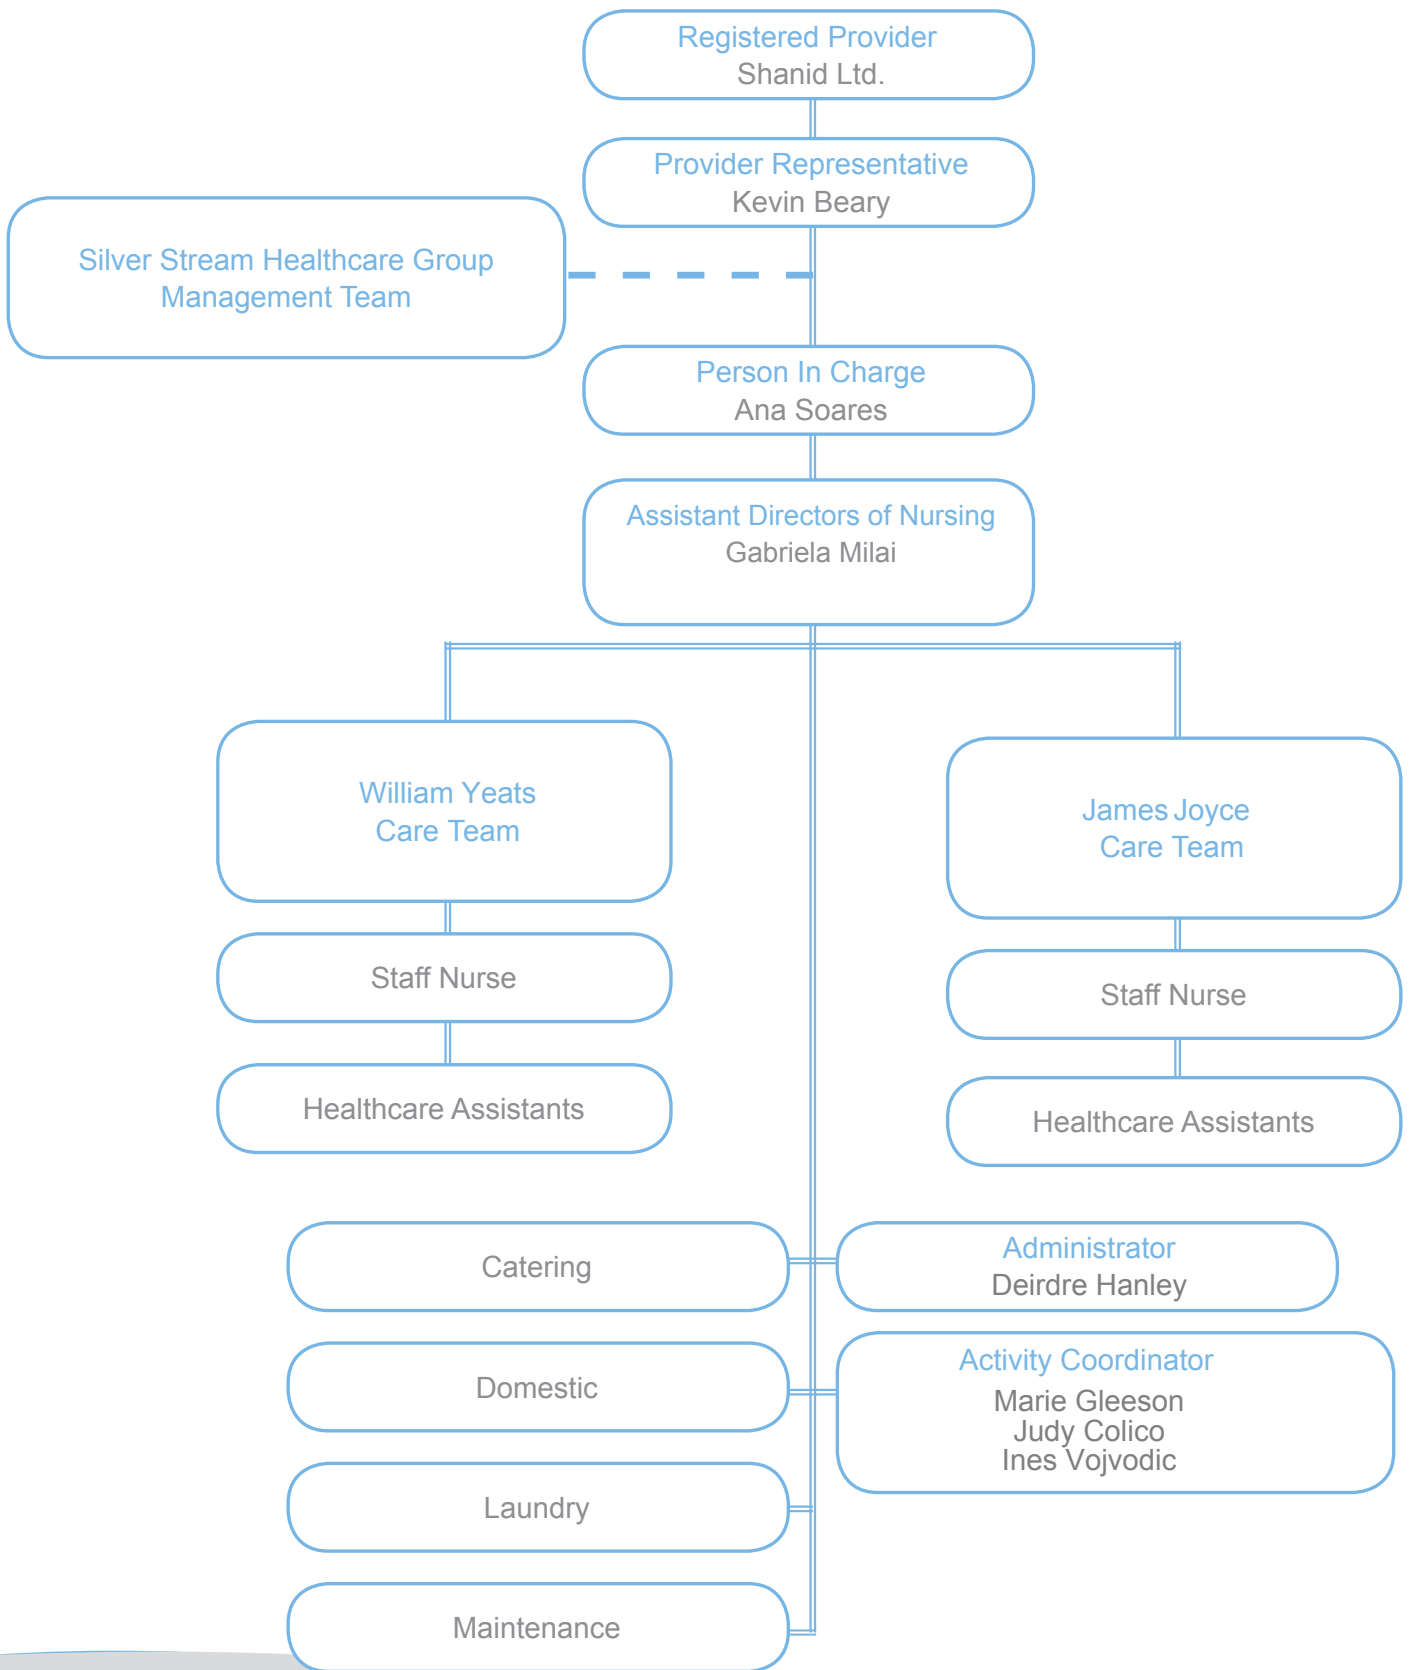 Registered Provider
Shanid Ltd.
Provider Representative
Kevin Beary
Silver Stream Healthcare Group
Management Team
Person In Charge
Ana Soares
Assistant Directors of Nursing
Gabriela Milai
William Yeats
Care Team
James Joyce
Care Team
Staff Nurse
Staff Nurse
Healthcare Assistants
Healthcare Assistants
Catering
Administrator
Deirdre Hanley
Domestic
Activity Coordinator
Marie Gleeson
Judy Colico
Ines Vojvodic
Laundry
Maintenance